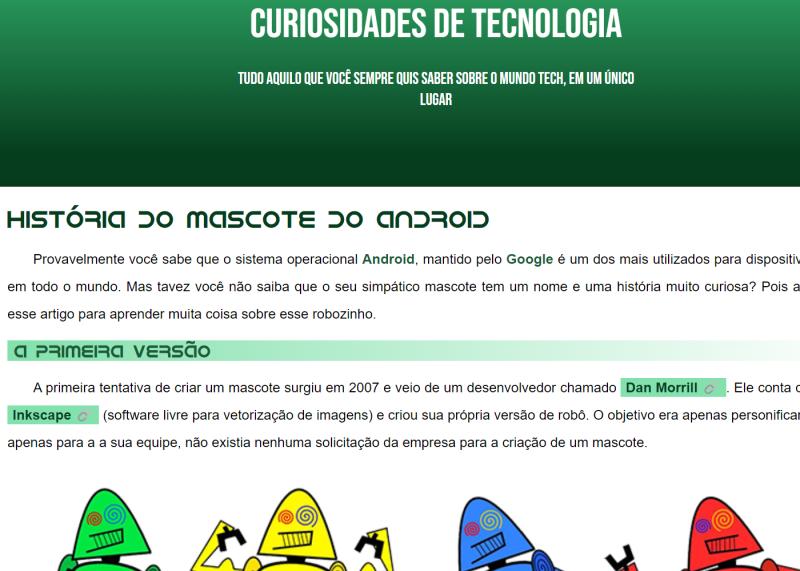 CURIOSIDADES DE TECNOLOGIA
TUDO AQUILO QUE VOCÊ SEMPRE QUIS SABER SOBRE O MUNDO TECH, EM UM ÚNICO
LUGAR
HISTÓRIA DO MASCOTE DO ANDROID
Provavelmente você sabe que o sistema operacional Android, mantido pelo Google é um dos mais utilizados para
em todo o mundo. Mas tavez você não saiba que o seu simpático mascote tem um nome e uma história muito curiosa? Pois
esse artigo para aprender muita coisa sobre esse robozinho.
A PRIMEIRA VERSÃO
A primeira tentativa de criar um mascote surgiu em 2007 e veio de um desenvolvedor chamado Dan Morrill. Ele conta
Inkscape (software livre para vetorização de imagens) e criou sua própria versão de robô. O objetivo era apenas
apenas para a a sua equipe, não existia nenhuma solicitação da empresa para a criação de um mascote.